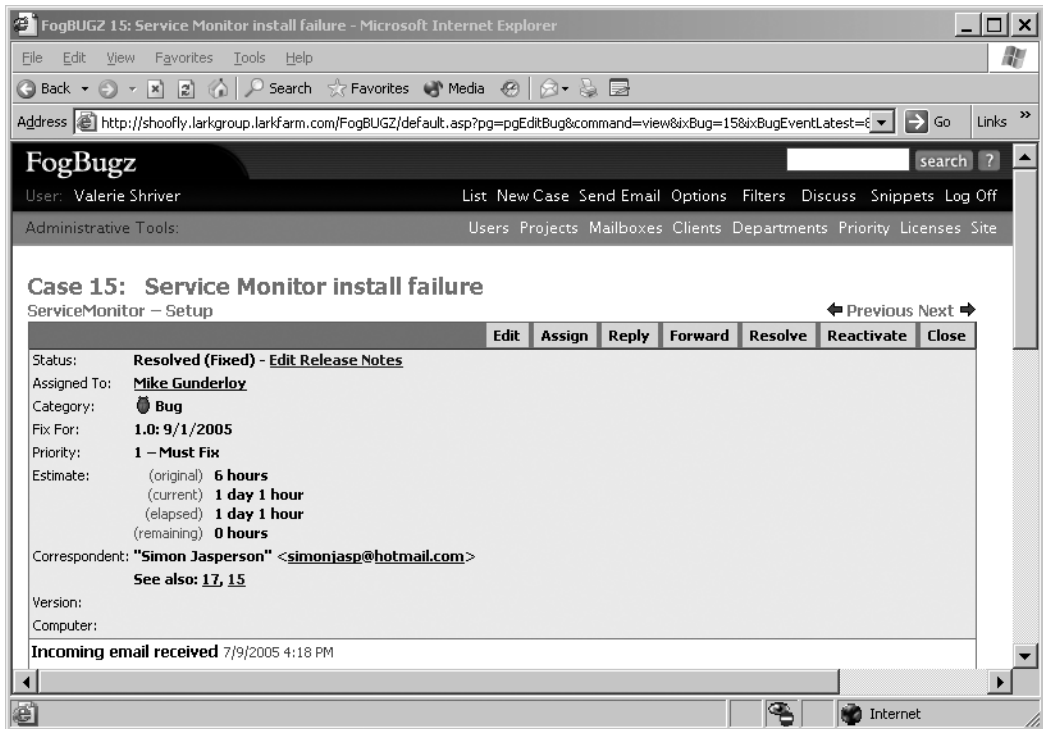 FogBUGZ 15: Service Monitor install failure - Microsoft Internet Explorer
File Edit View Favorites Tools Help
Back Search Favorites Media
Address http://shoofly.larkgroup.larkfarm.com/FogBUGZ/default.asp?pg=pgEditBug&command=view&ixBug=15&ixBugEventLatest= Go Links »
FogBugz search ?
User: Valerie Shriver List New Case Send Email Options Filters Discuss Snippets Log Off
Administrative Tools: Users Projects Mailboxes Clients Departments Priority Licenses Site
Case 15: Service Monitor install failure
ServiceMonitor – Setup Previous Next
Edit Assign Reply Forward Resolve Reactivate Close
Status: Resolved (Fixed) - Edit Release Notes
Assigned To: Mike Gunderloy
Category: Bug
Fix For: 1.0: 9/1/2005
Priority: 1 – Must Fix
Estimate: (original) 6 hours
(current) 1 day 1 hour
(elapsed) 1 day 1 hour
(remaining) 0 hours
Correspondent: "Simon Jasperson" <simonjasp@hotmail.com>
See also: 17, 15
Version:
Computer:
Incoming email received 7/9/2005 4:18 PM
Internet